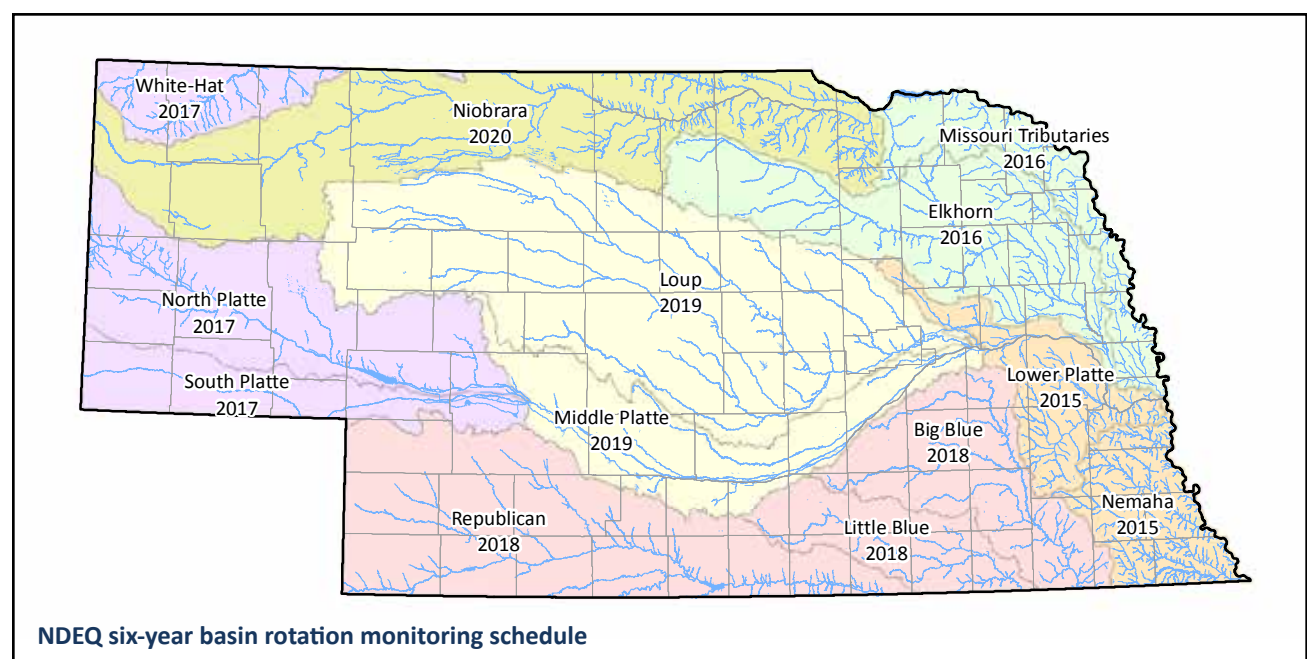 White-Hat
2017
Niobrara
2020
Missouri Tributaries
2016
Elkhorn
2016
Loup
2019
North Platte
2017
South Platte
2017
Middle Platte
2019
Lower Platte
2015
Big Blue
2018
Nemaha
2015
Republican
2018
Little Blue
2018
NDEQ six-year basin rotation monitoring schedule